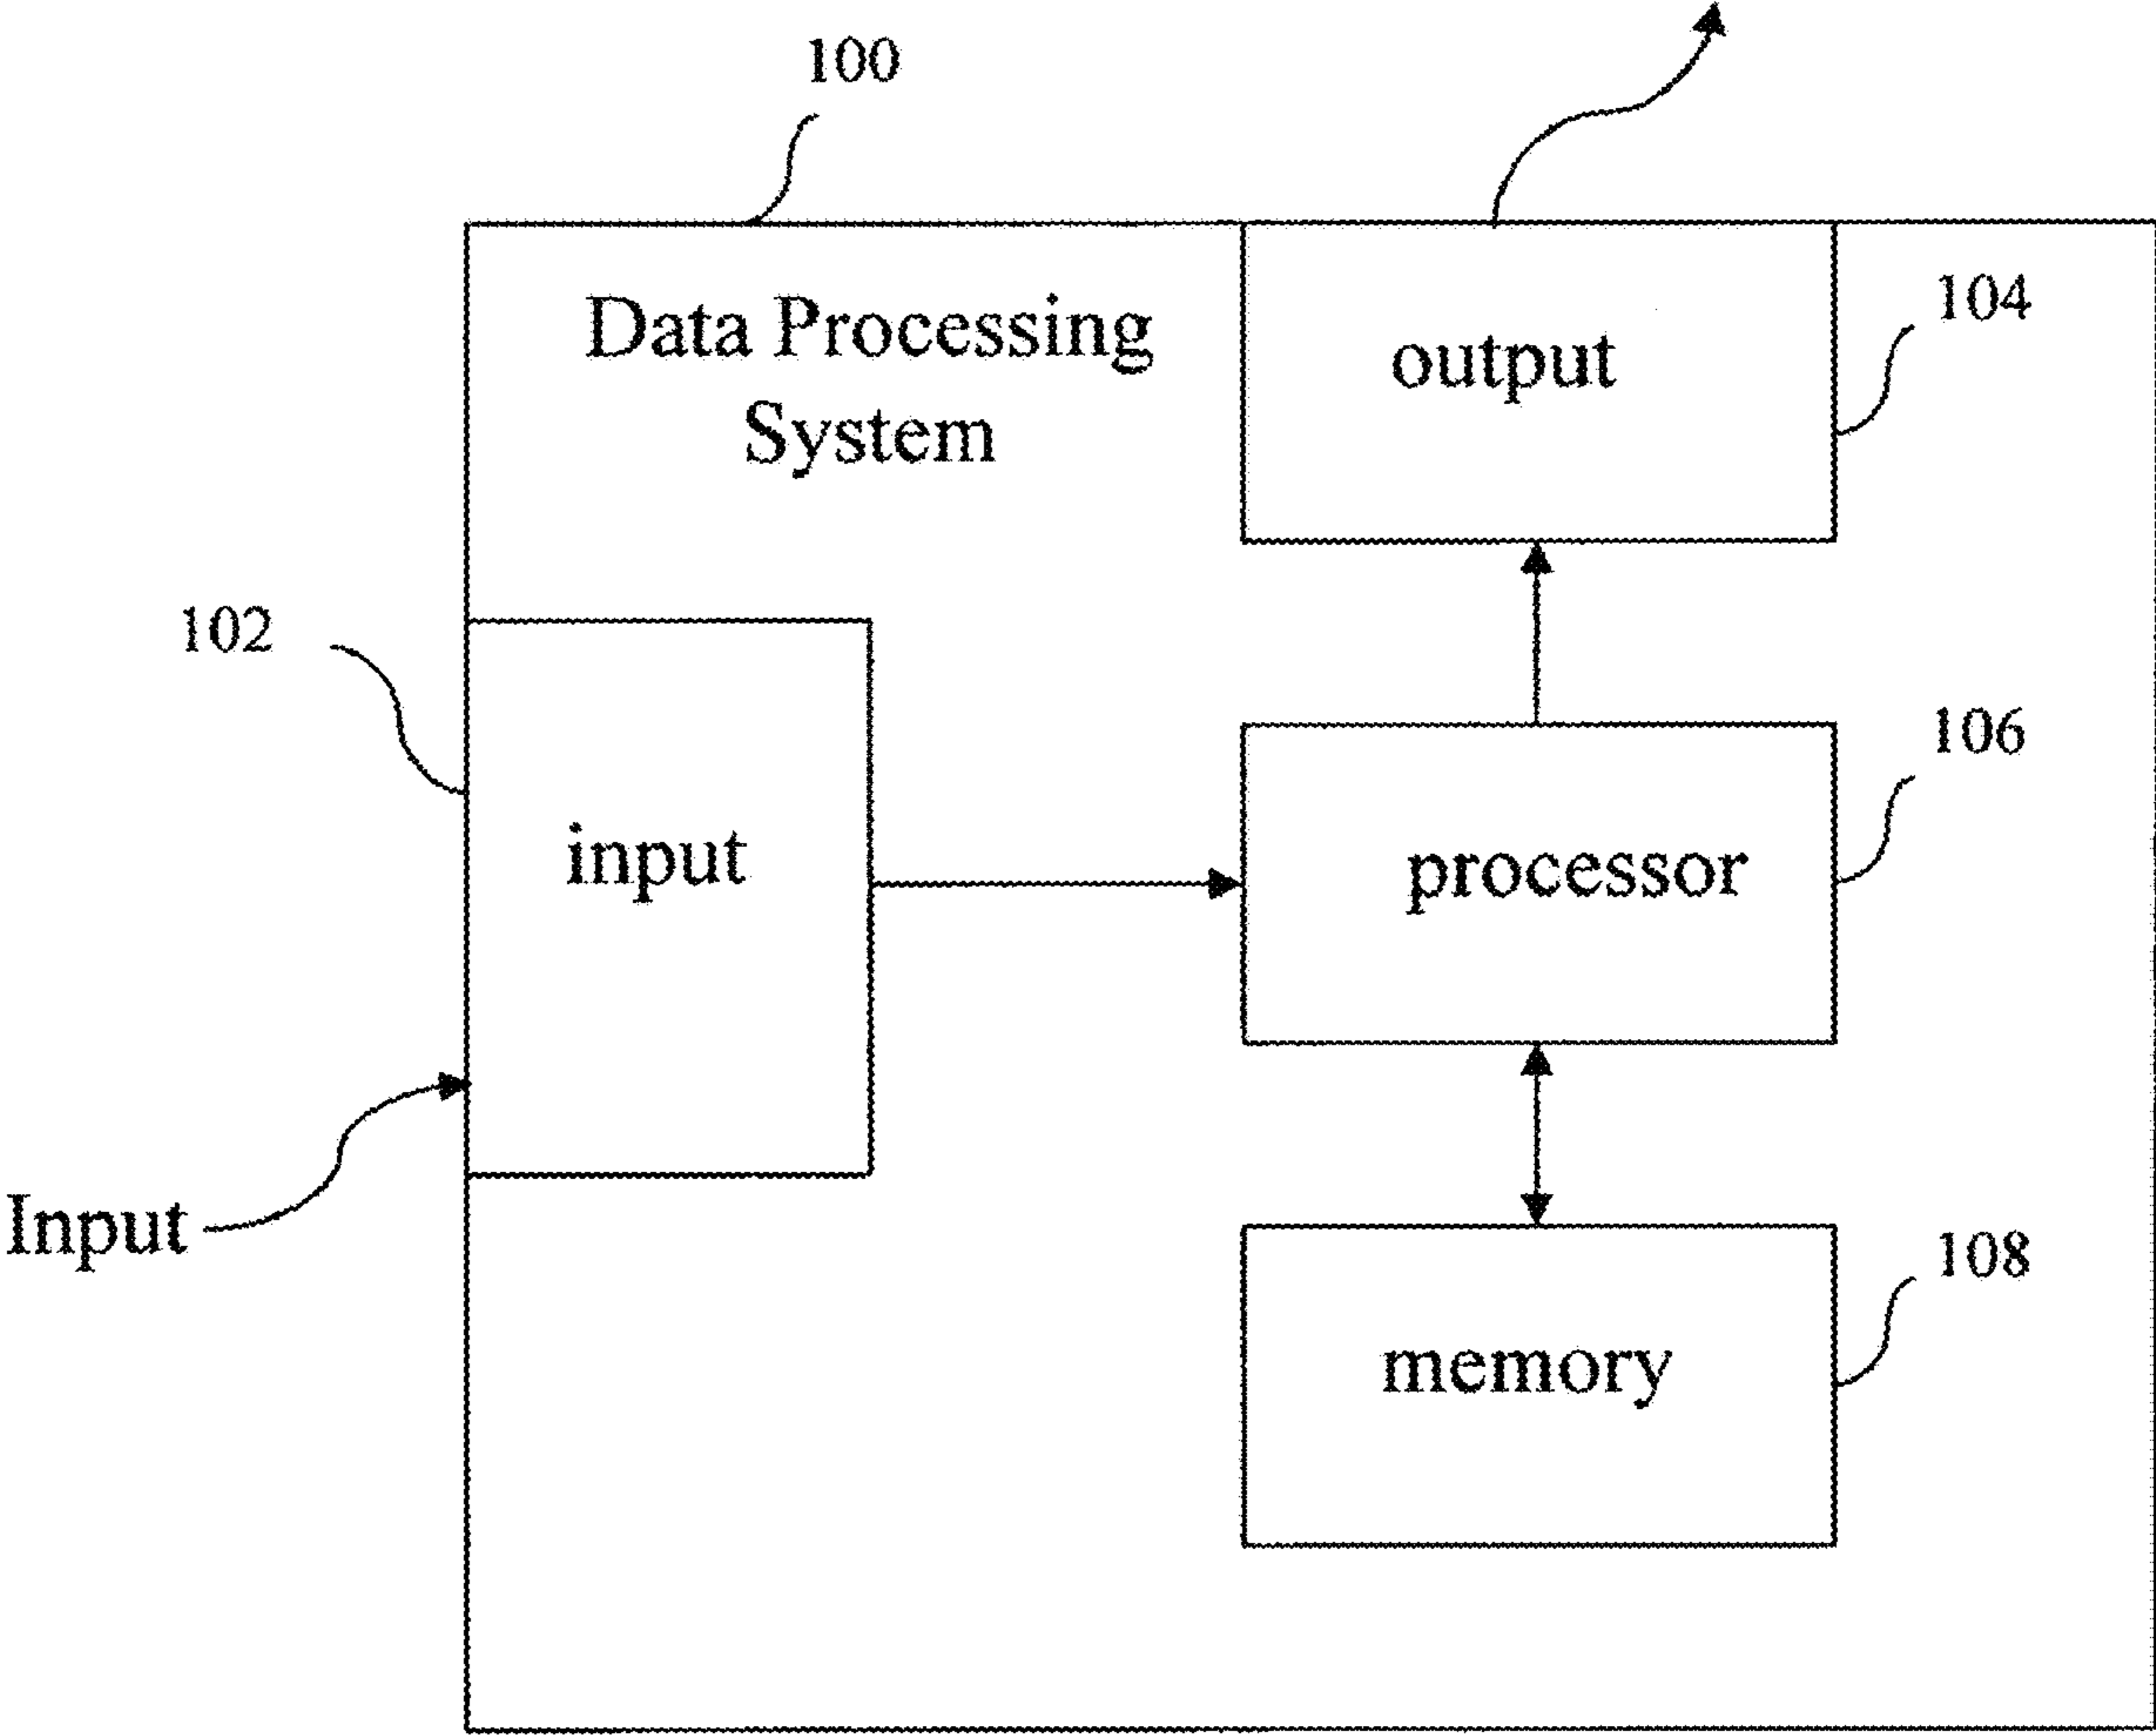 100
Data Processing
System
output
104
102
input
106
processor
Input
108
memory